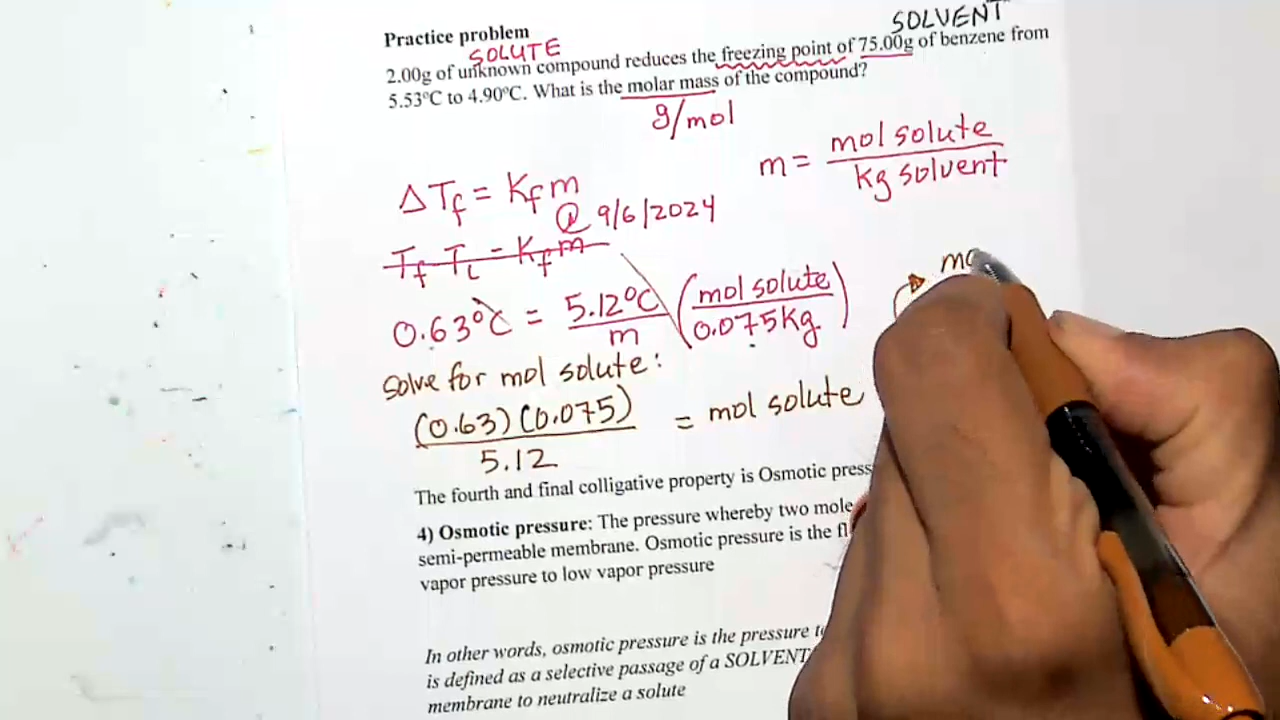 Practice problem
SOLUTE
SOLVENT
2.00g of unknown compound reduces the freezing point of 75.00g of benzene from
5.53ºC to 4.90ºC. What is the molar mass of the compound?
g/mol
m = mol solute / kg solvent
ΔTf = Kf m
@ 9/6/2024
Tf Ti = Kf m
0.63°C = 5.12°C / m (mol solute / 0.075 Kg)
Solve for mol solute:
(0.63)(0.075) / 5.12 = mol solute
The fourth and final colligative property is Osmotic press
4) Osmotic pressure: The pressure whereby two mole
semi-permeable membrane. Osmotic pressure is the fl
vapor pressure to low vapor pressure
In other words, osmotic pressure is the pressure t
is defined as a selective passage of a SOLVENT
membrane to neutralize a solute